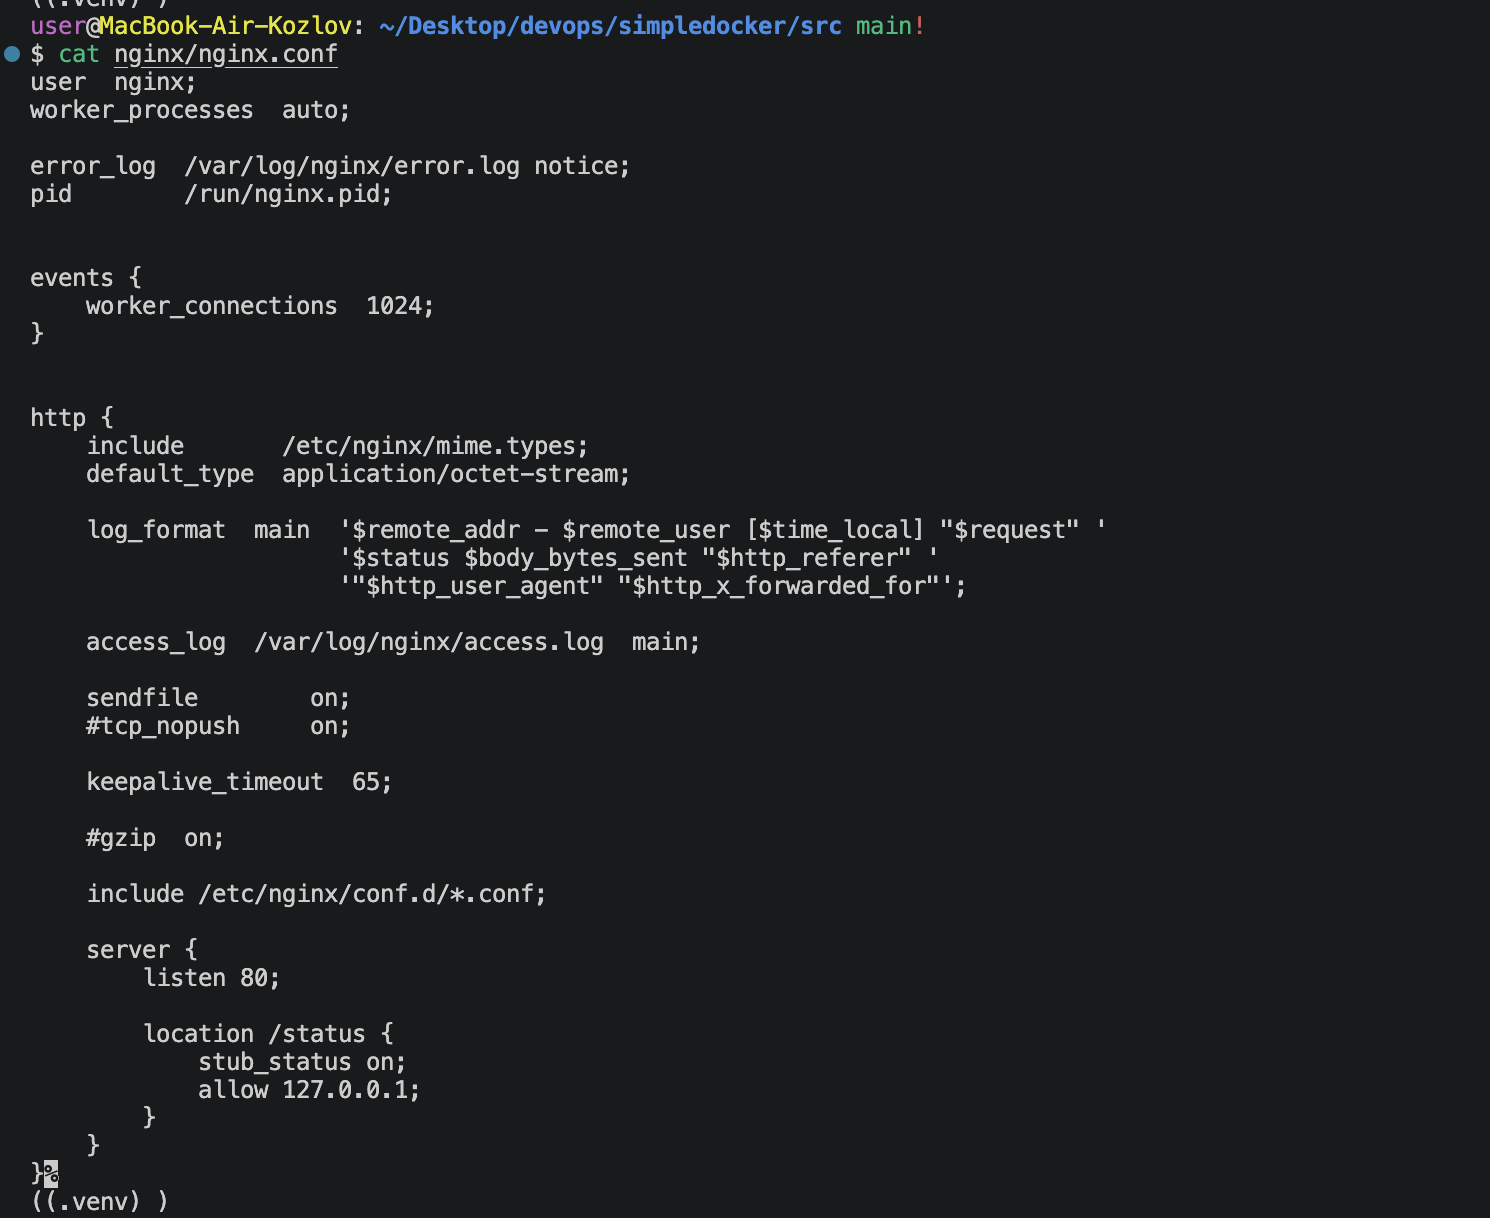 ((.venv) )
user@MacBook-Air-Kozlov: ~/Desktop/devops/simpledocker/src main!
$ cat nginx/nginx.conf
user  nginx;
worker_processes  auto;

error_log  /var/log/nginx/error.log notice;
pid        /run/nginx.pid;


events {
    worker_connections  1024;
}


http {
    include       /etc/nginx/mime.types;
    default_type  application/octet-stream;

    log_format  main  '$remote_addr - $remote_user [$time_local] "$request" '
                      '$status $body_bytes_sent "$http_referer" '
                      '"$http_user_agent" "$http_x_forwarded_for"';

    access_log  /var/log/nginx/access.log  main;

    sendfile        on;
    #tcp_nopush     on;

    keepalive_timeout  65;

    #gzip  on;

    include /etc/nginx/conf.d/*.conf;

    server {
        listen 80;

        location /status {
            stub_status on;
            allow 127.0.0.1;
        }
    }
}%
((.venv) )